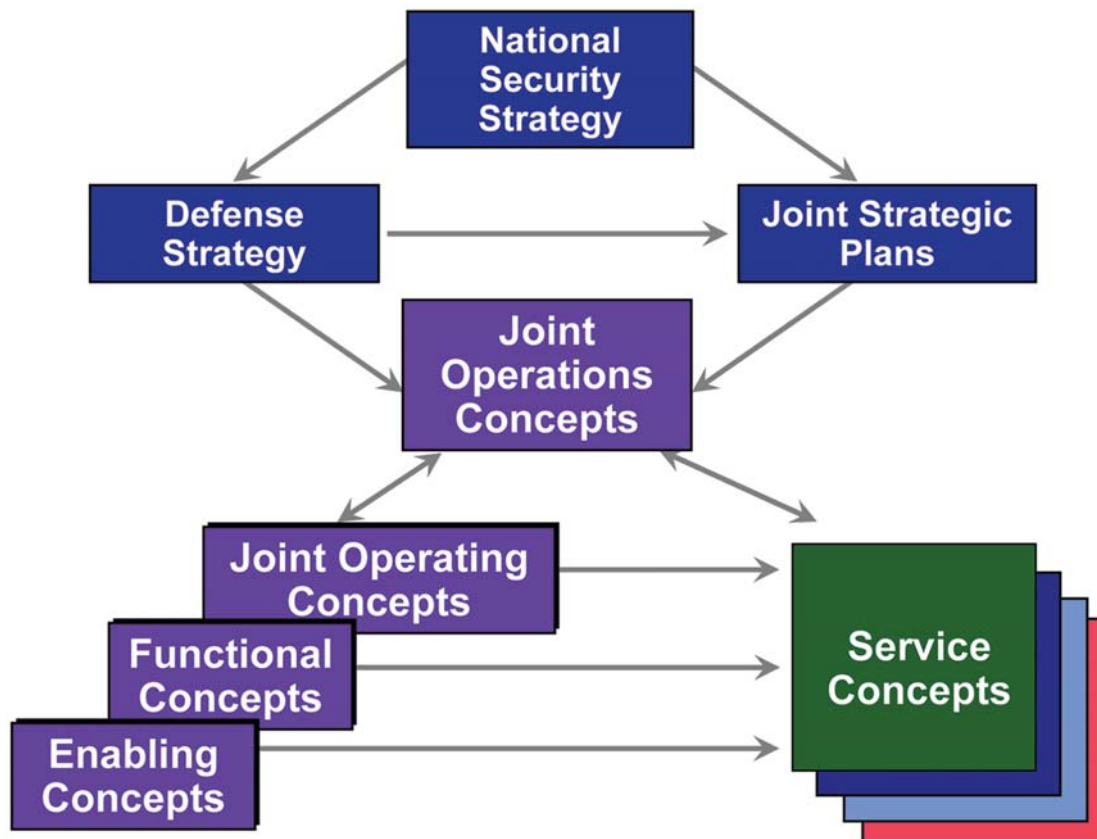 National
Security
Strategy
Defense
Strategy
Joint Strategic
Plans
Joint
Operations
Concepts
Joint Operating
Concepts
Functional
Concepts
Enabling
Concepts
Service
Concepts